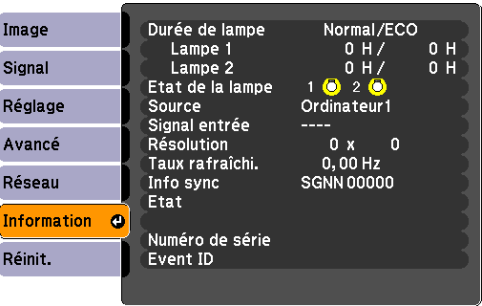 Image
Signal
Réglage
Avancé
Réseau
Information
Réinit.
Durée de lampe Normal/ECO
Lampe 1 0 H / 0 H
Lampe 2 0 H / 0 H
Etat de la lampe 1 2
Source Ordinateur1
Signal entrée ----
Résolution 0 x 0
Taux rafraîchi. 0,00 Hz
Info sync SGNN 00000
Etat
Numéro de série
Event ID